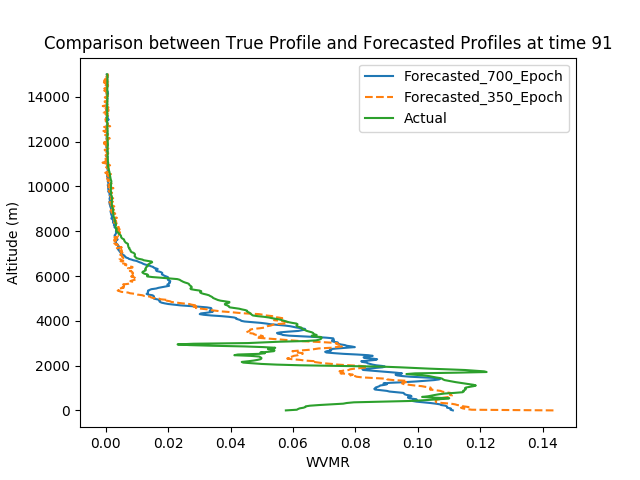 Comparison between True Profile and Forecasted Profiles at time 91
Forecasted_700_Epoch
Forecasted_350_Epoch
Actual
Altitude (m)
14000
12000
10000
8000
6000
4000
2000
0
0.00 0.02 0.04 0.06 0.08 0.10 0.12 0.14
WVMR